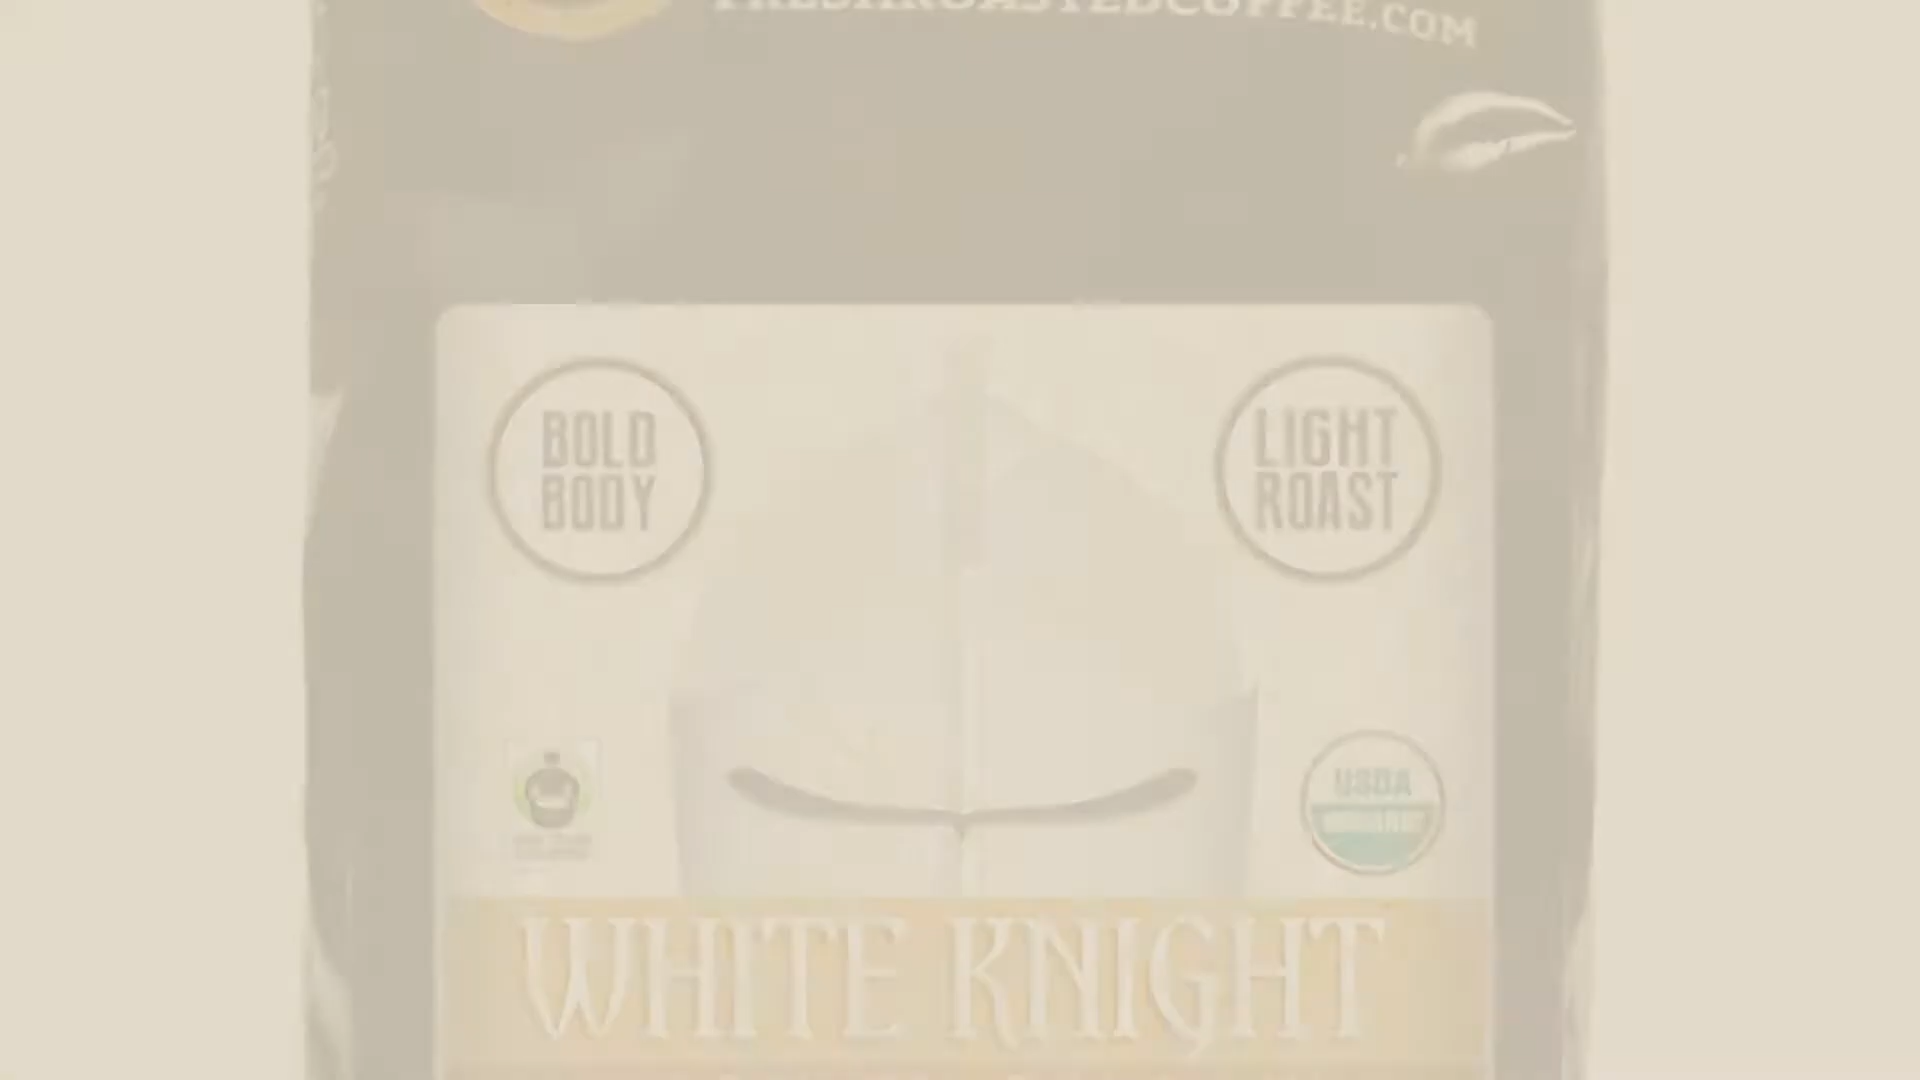 FRESHROASTEDCOFFEE.COM
BOLD
BODY
LIGHT
ROAST
USDA
WHITE KNIGHT